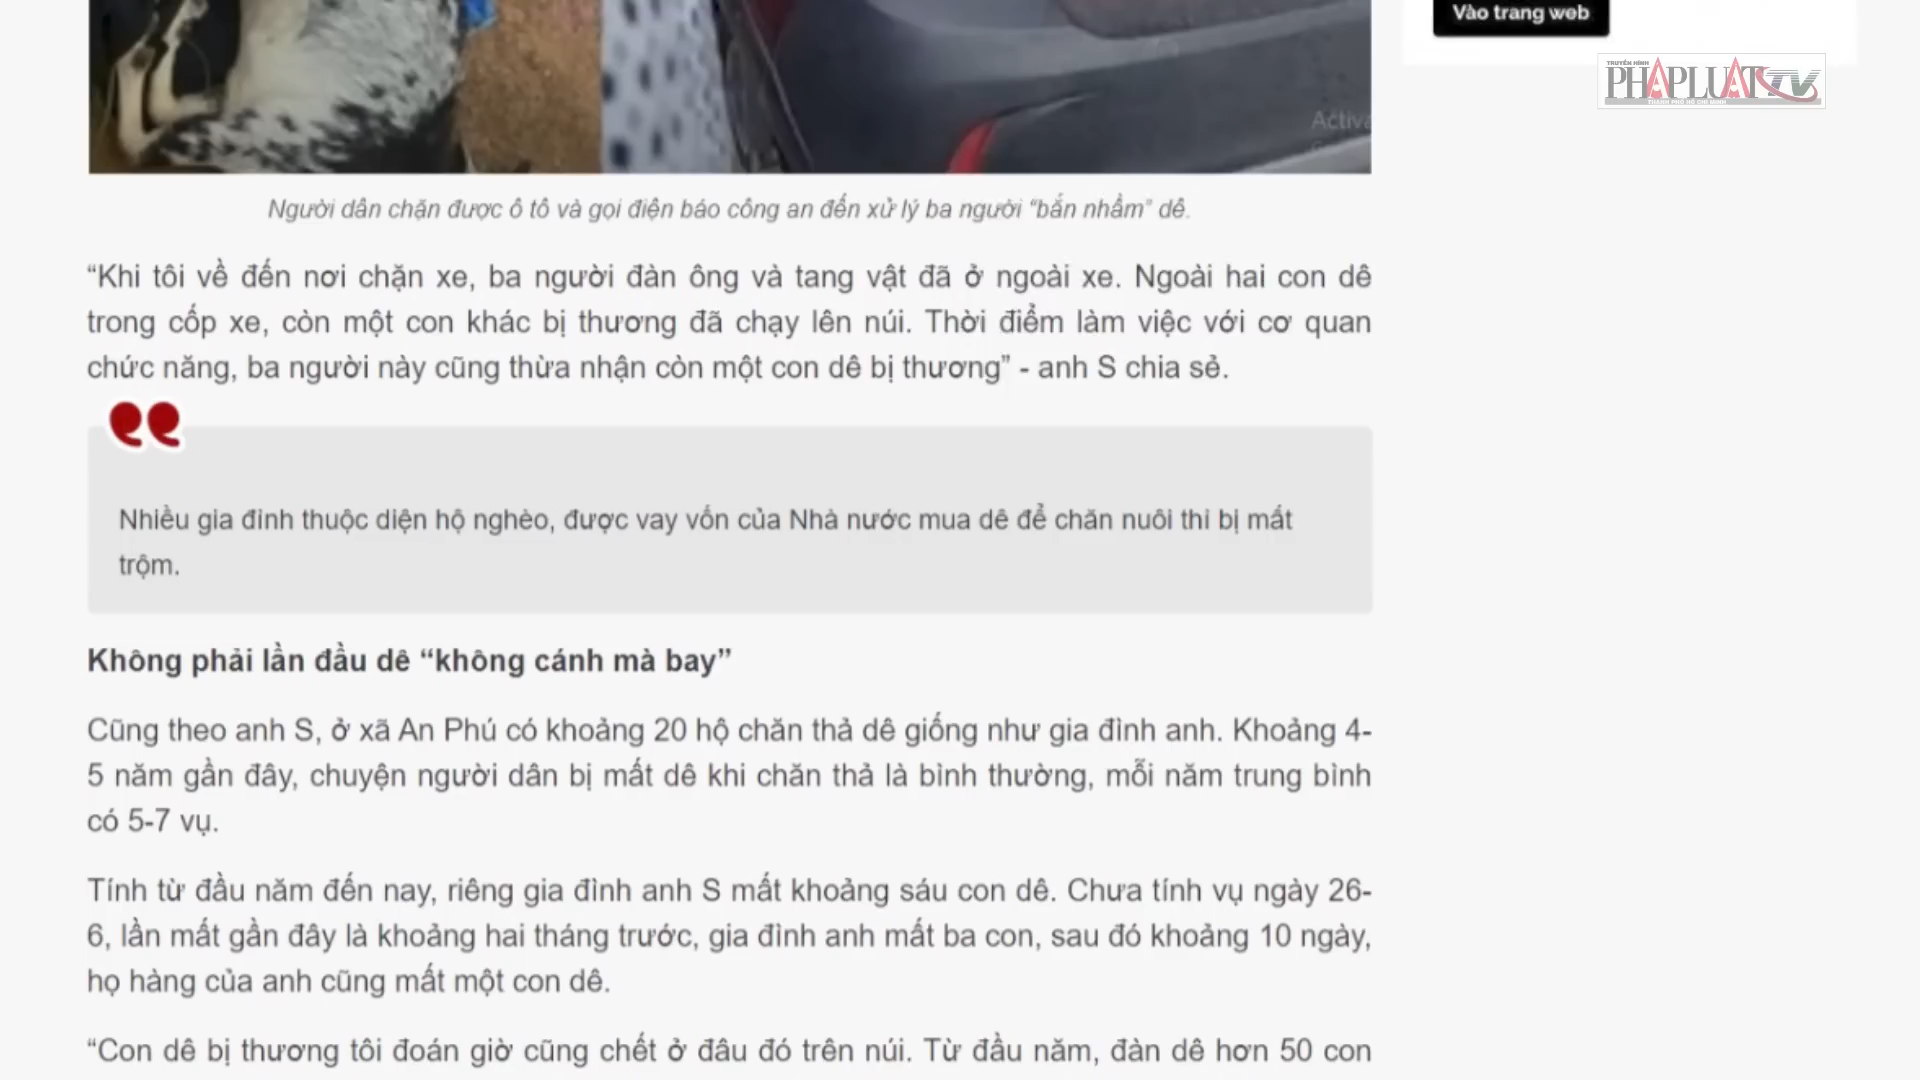 Vào trang web
TRUYỀN HÌNH
PHÁPLUẬTTV
THÀNH PHỐ HỒ CHÍ MINH
Người dân chặn được ô tô và gọi điện báo công an đến xử lý ba người “bắn nhầm” dê.
“Khi tôi về đến nơi chặn xe, ba người đàn ông và tang vật đã ở ngoài xe. Ngoài hai con dê
trong cốp xe, còn một con khác bị thương đã chạy lên núi. Thời điểm làm việc với cơ quan
chức năng, ba người này cũng thừa nhận còn một con dê bị thương” - anh S chia sẻ.
Nhiều gia đình thuộc diện hộ nghèo, được vay vốn của Nhà nước mua dê để chăn nuôi thì bị mất
trộm.
Không phải lần đầu dê “không cánh mà bay”
Cũng theo anh S, ở xã An Phú có khoảng 20 hộ chăn thả dê giống như gia đình anh. Khoảng 4-
5 năm gần đây, chuyện người dân bị mất dê khi chăn thả là bình thường, mỗi năm trung bình
có 5-7 vụ.
Tính từ đầu năm đến nay, riêng gia đình anh S mất khoảng sáu con dê. Chưa tính vụ ngày 26-
6, lần mất gần đây là khoảng hai tháng trước, gia đình anh mất ba con, sau đó khoảng 10 ngày,
họ hàng của anh cũng mất một con dê.
“Con dê bị thương tôi đoán giờ cũng chết ở đâu đó trên núi. Từ đầu năm, đàn dê hơn 50 con